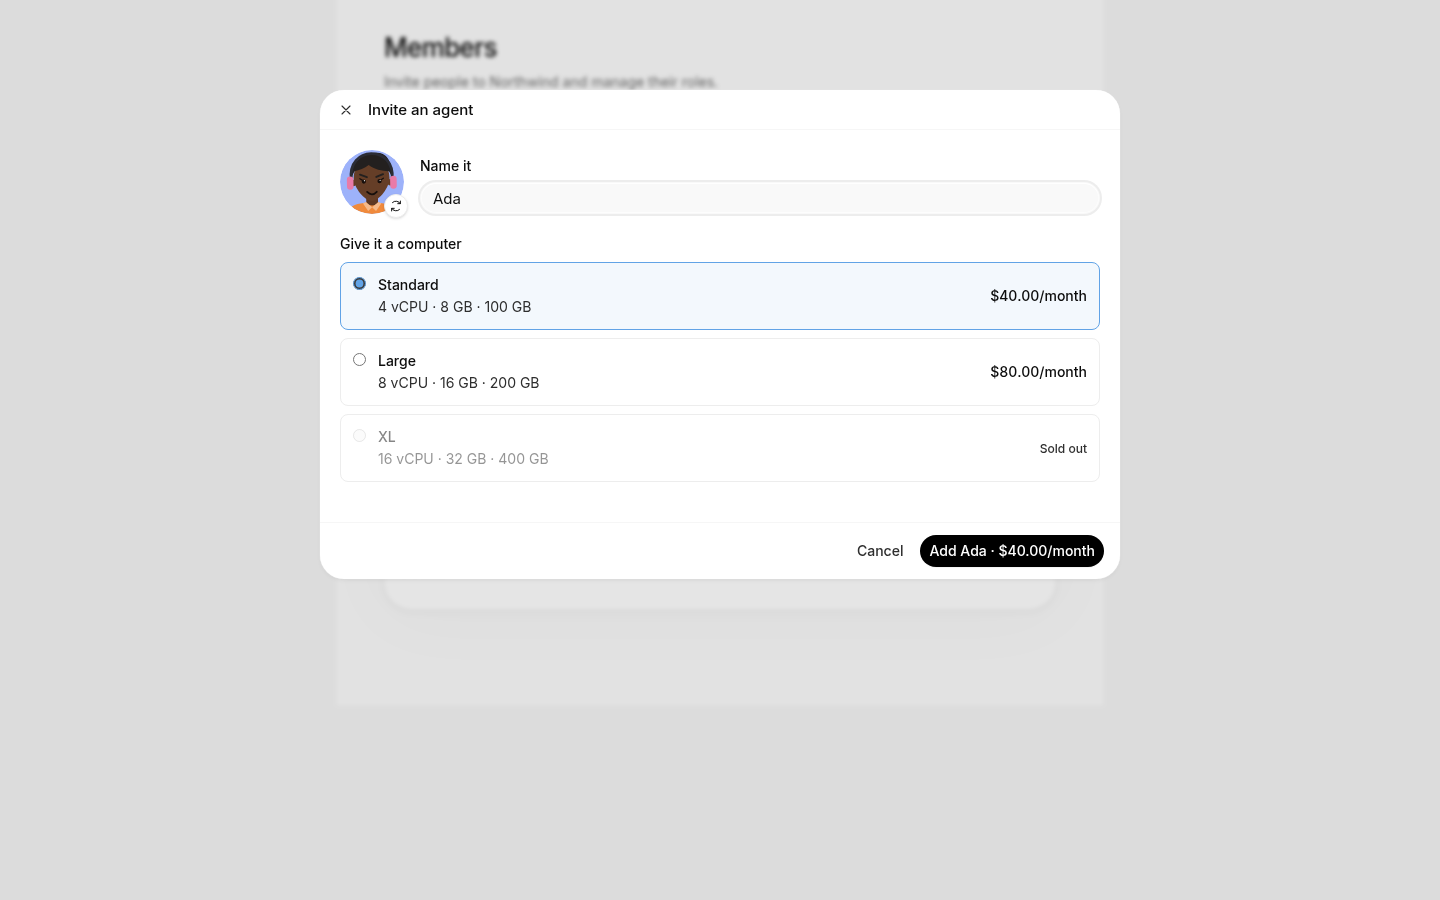 Members
Invite people to Northwind and manage their roles.
Invite an agent
Name it
Ada
Give it a computer
Standard
4 vCPU · 8 GB · 100 GB
$40.00/month
Large
8 vCPU · 16 GB · 200 GB
$80.00/month
XL
16 vCPU · 32 GB · 400 GB
Sold out
Cancel
Add Ada · $40.00/month